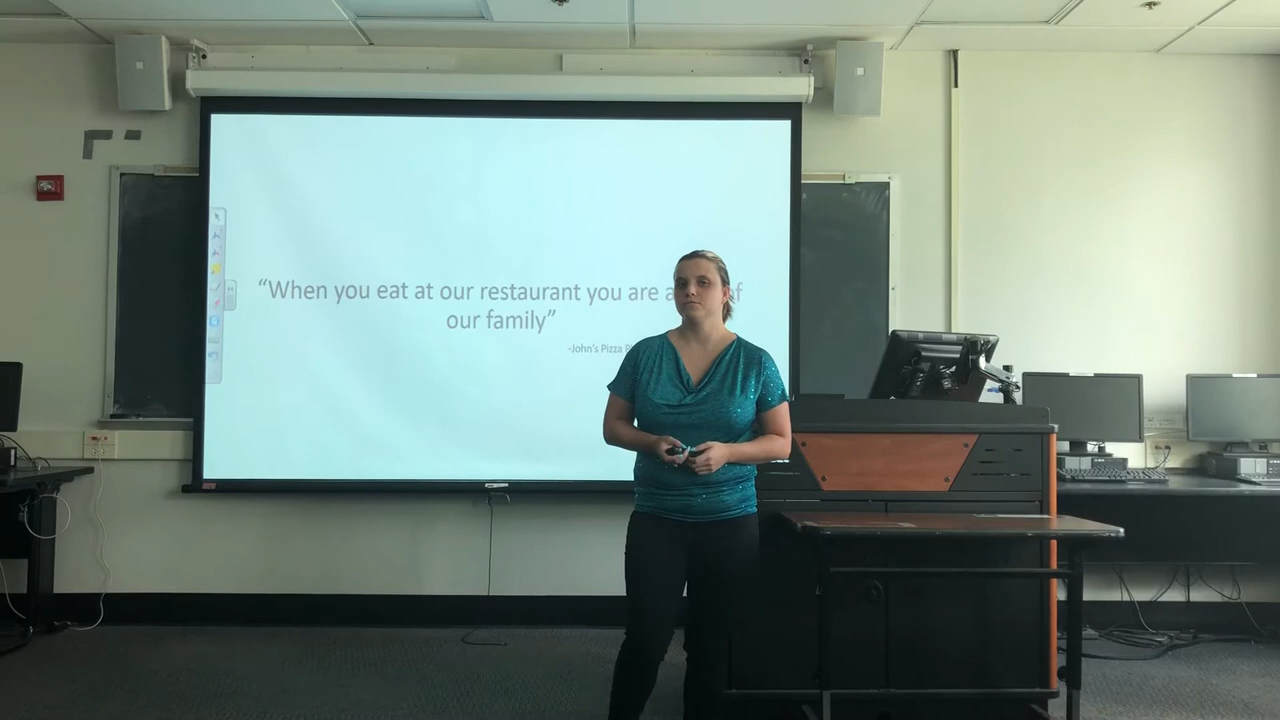 “When you eat at our restaurant you are
our family”
-John's Pizza